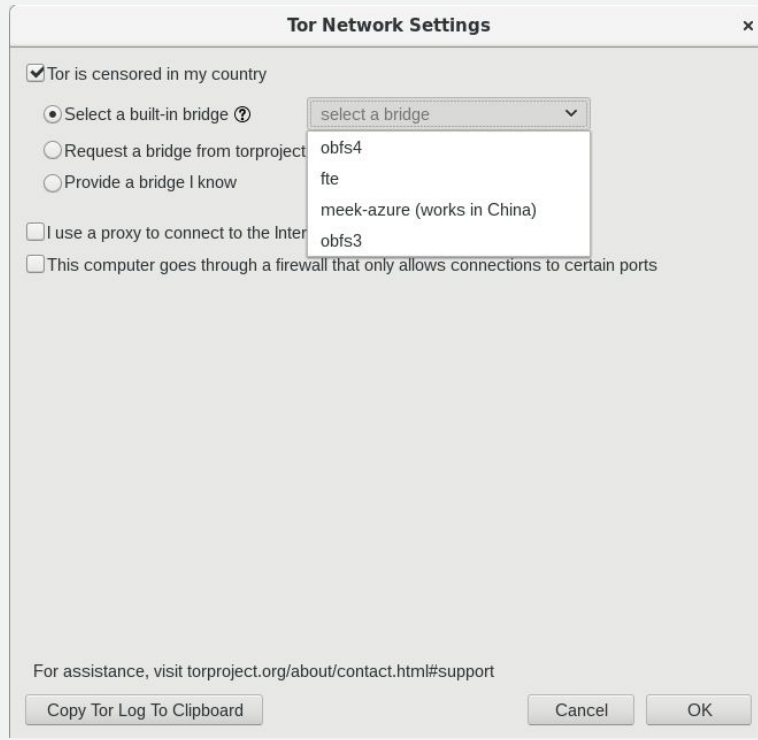 Tor Network Settings ×
Tor is censored in my country
Select a built-in bridge ? select a bridge
obfs4
Request a bridge from torproject
fte
Provide a bridge I know
meek-azure (works in China)
I use a proxy to connect to the
obfs3
This computer goes through a firewall that only allows connections to certain ports
For assistance, visit torproject.org/about/contact.html#support
Copy Tor Log To Clipboard Cancel OK